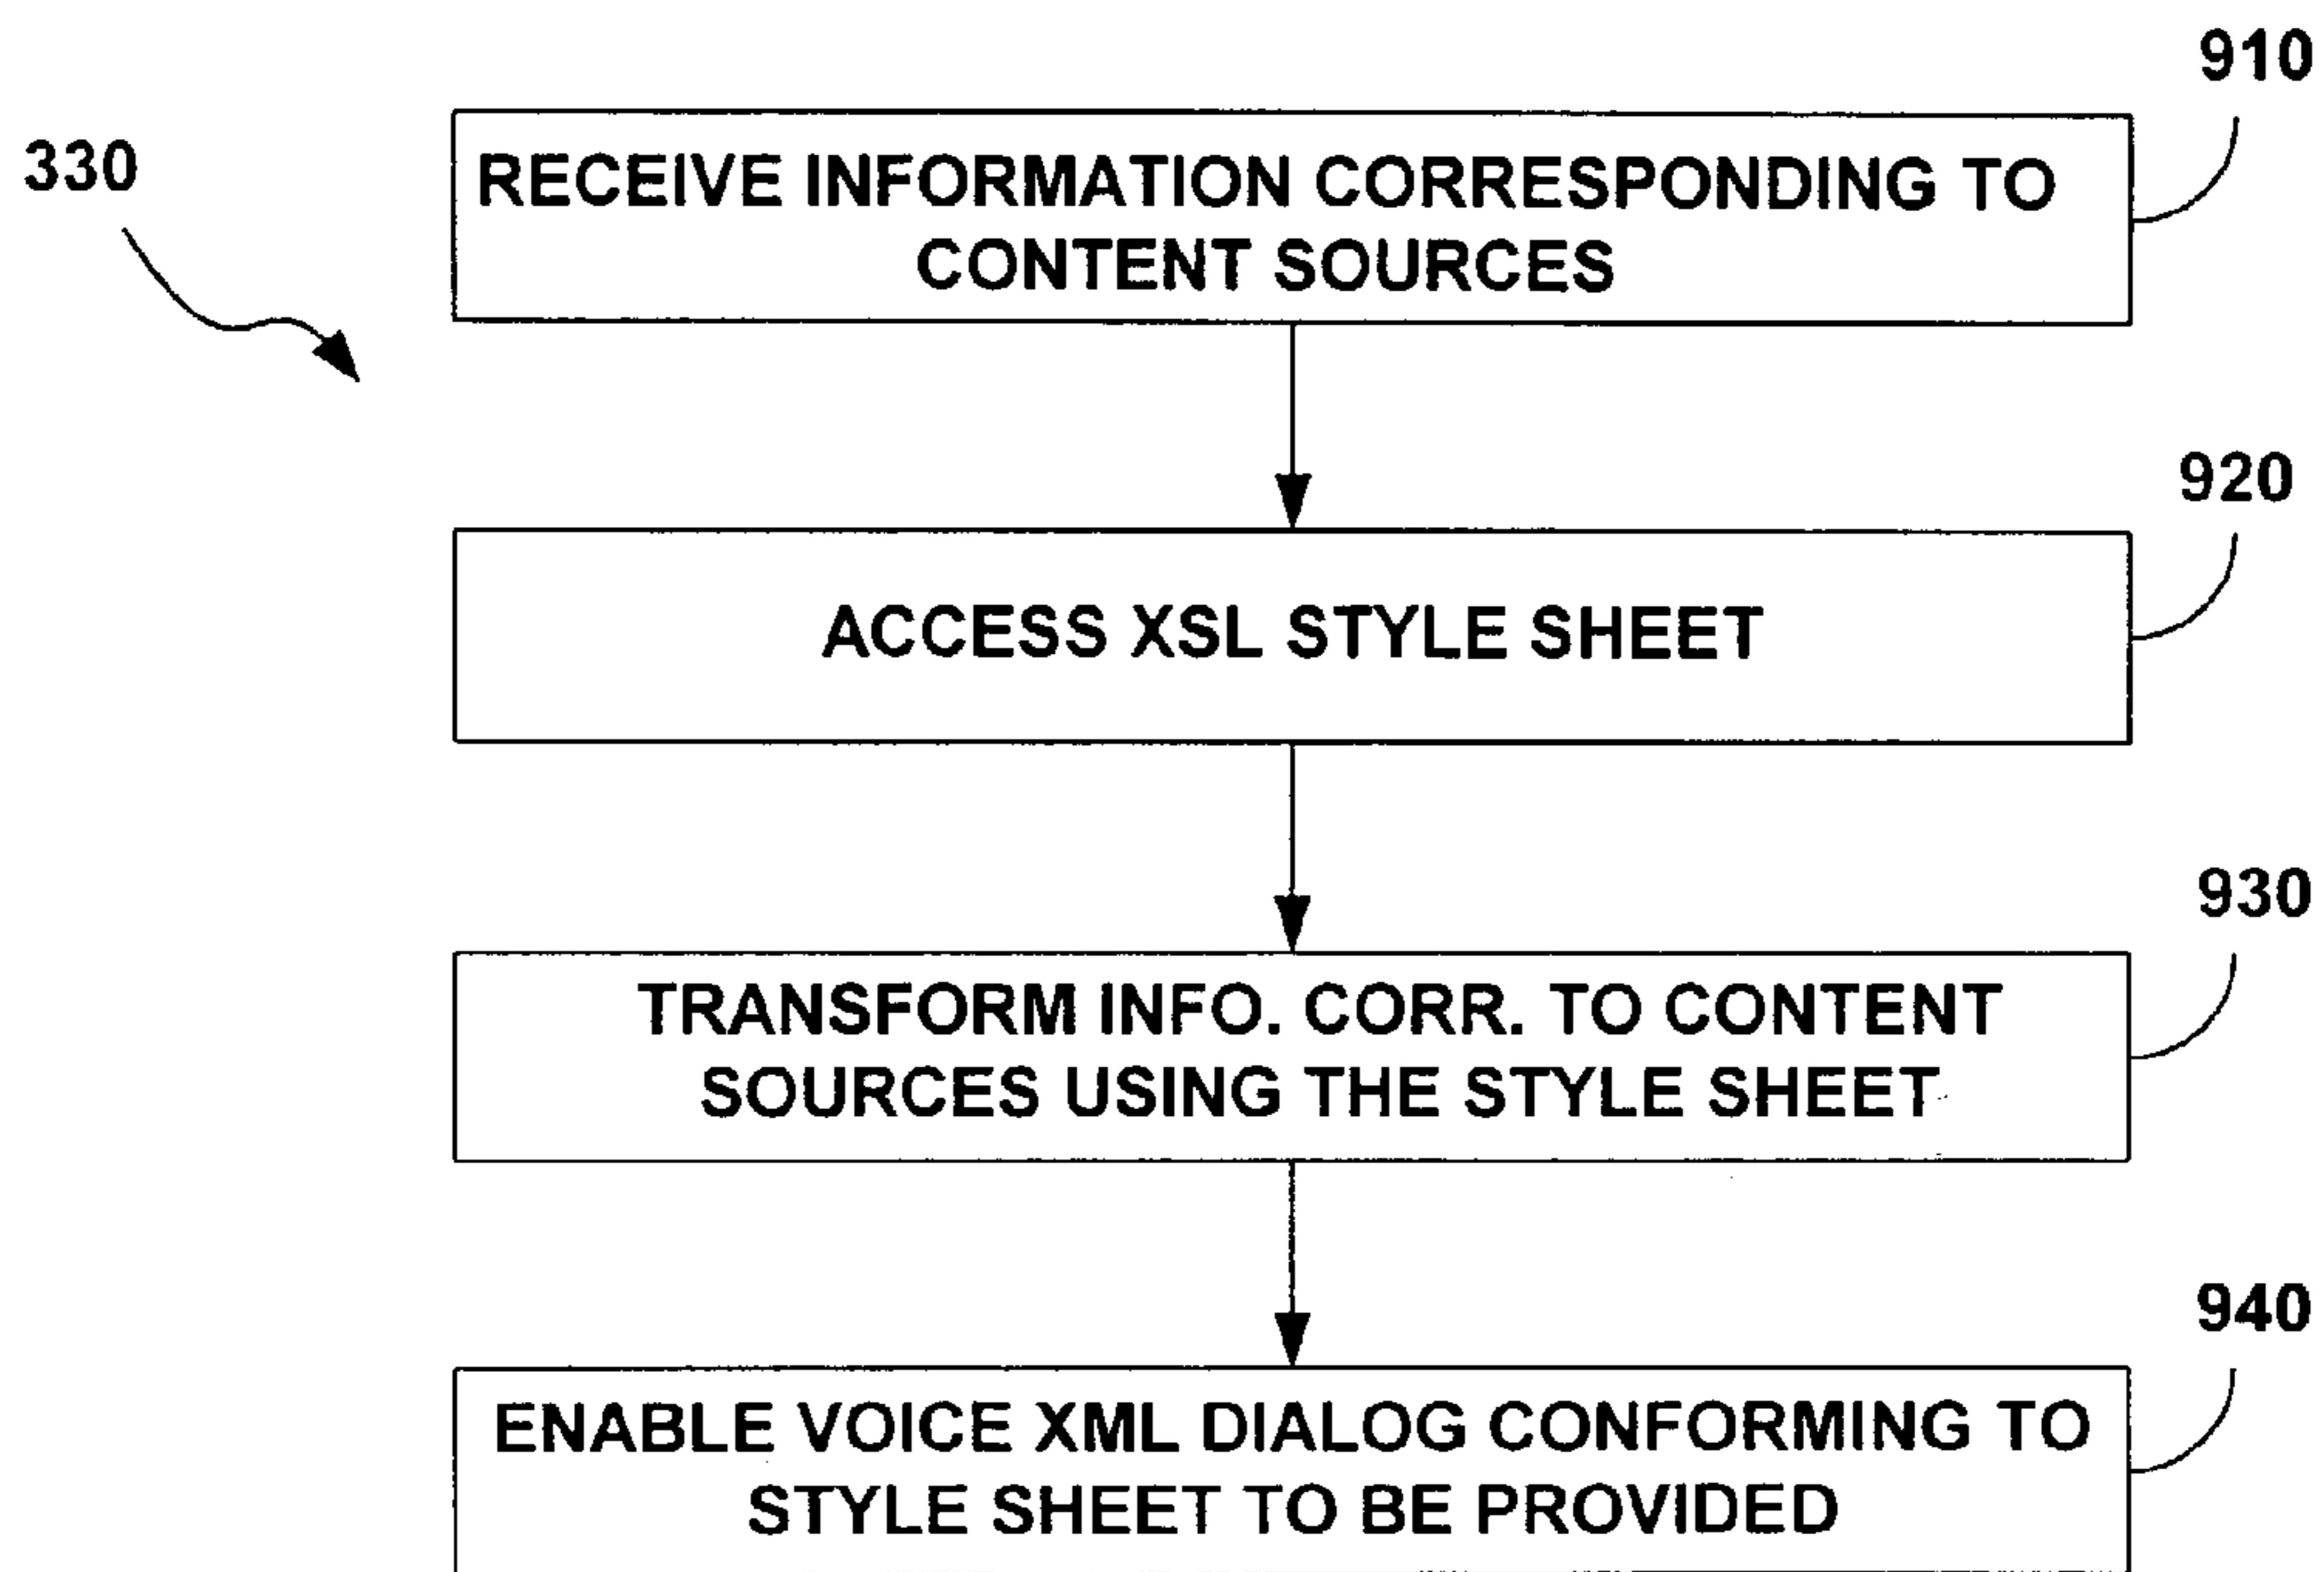 910
330
RECEIVE INFORMATION CORRESPONDING TO
CONTENT SOURCES
920
ACCESS XSL STYLE SHEET
930
TRANSFORM INFO. CORR. TO CONTENT
SOURCES USING THE STYLE SHEET
940
ENABLE VOICE XML DIALOG CONFORMING TO
STYLE SHEET TO BE PROVIDED